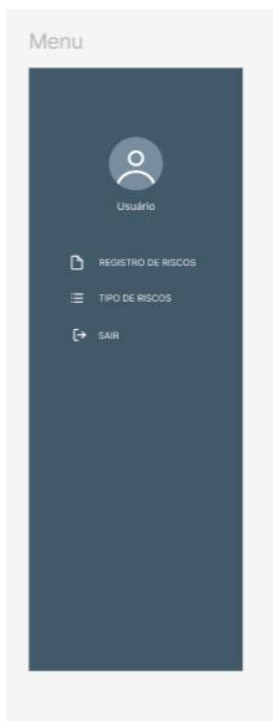 Menu
Usuário
REGISTRO DE RISCOS
TIPO DE RISCOS
SAIR